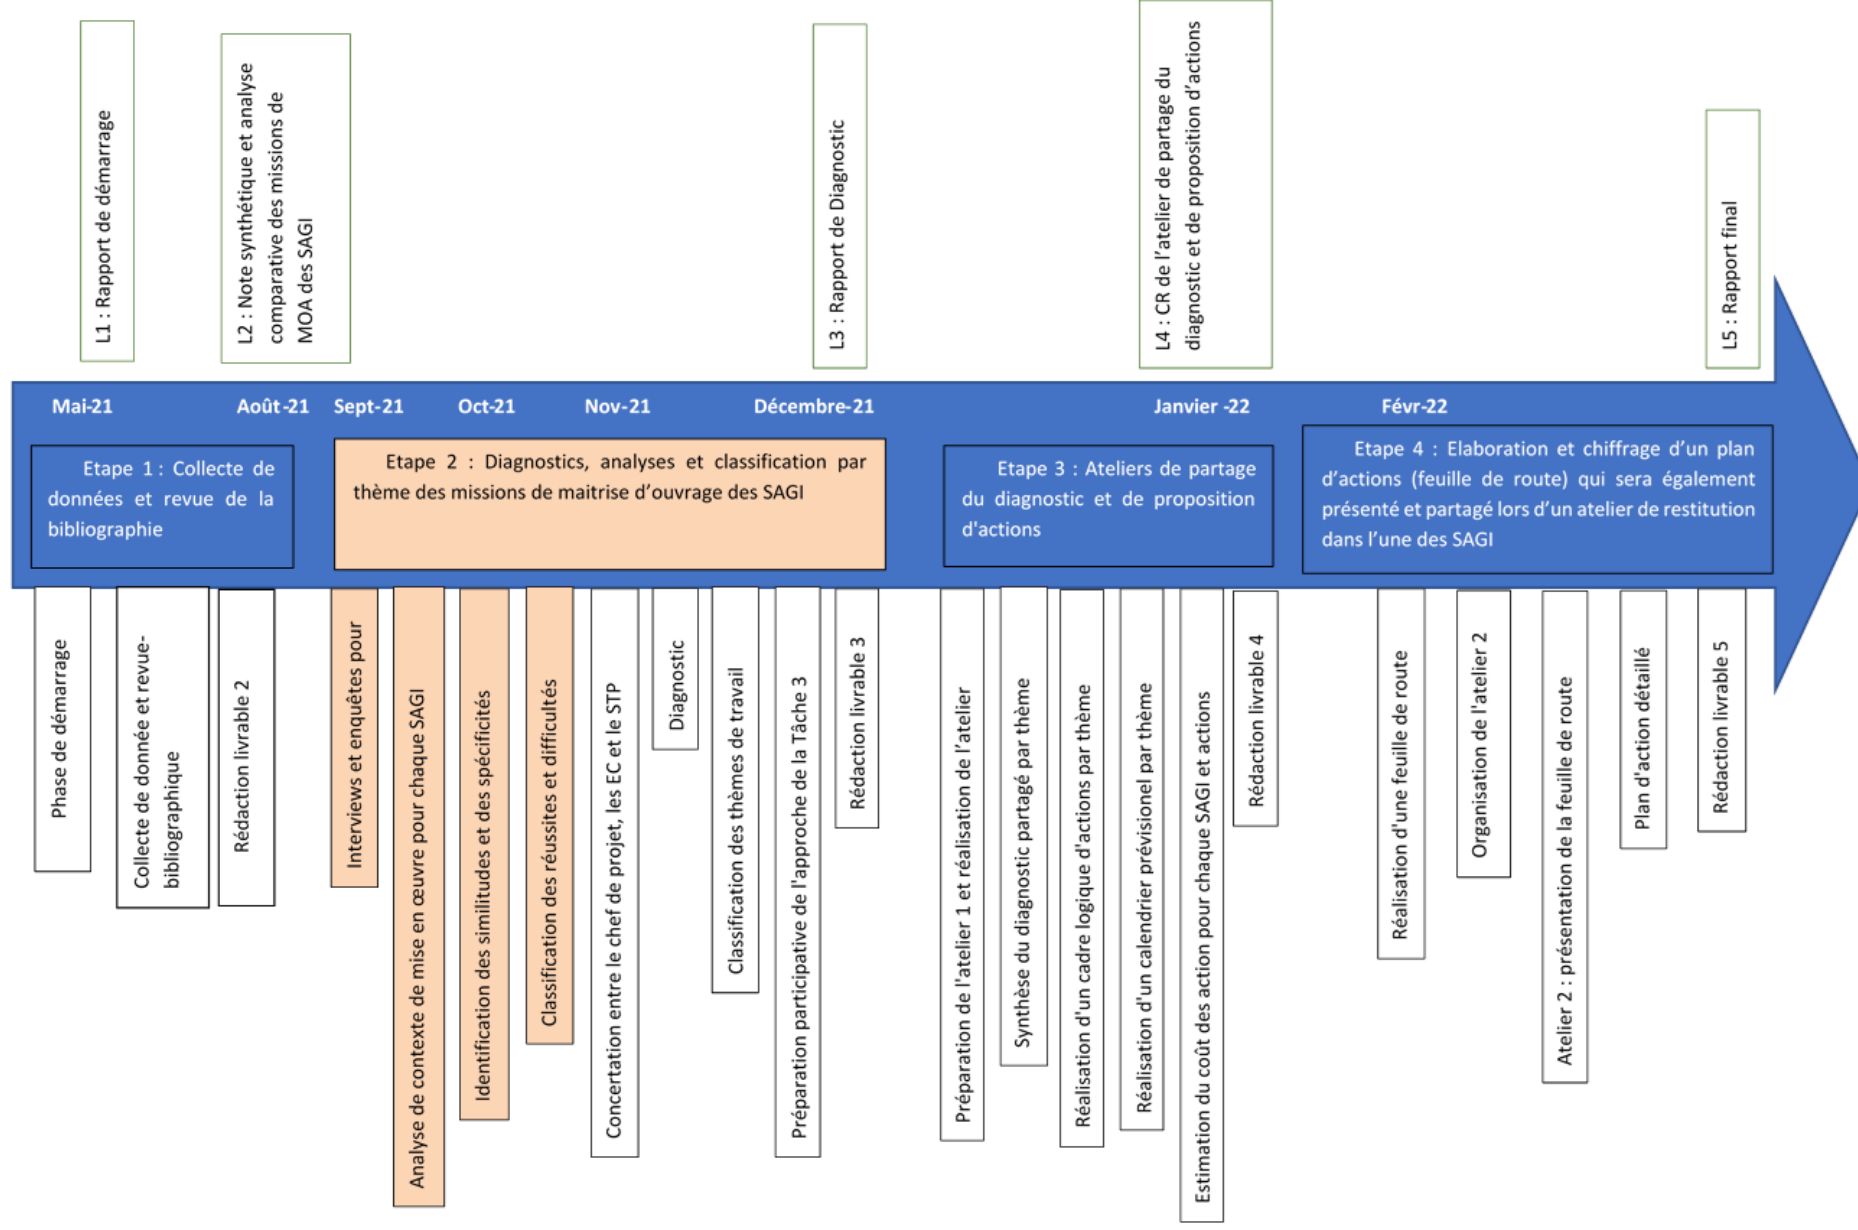 L1 : Rapport de démarrage
L2 : Note synthétique et analyse
comparative des missions de
MOA des SAGI
L3 : Rapport de Diagnostic
L4 : CR de l’atelier de partage du
diagnostic et de proposition d’actions
L5 : Rapport final
Mai-21
Août-21
Sept-21
Oct-21
Nov-21
Décembre-21
Janvier -22
Févr-22
Etape 1 : Collecte de
données et revue de la
bibliographie
Etape 2 : Diagnostics, analyses et classification par
thème des missions de maitrise d’ouvrage des SAGI
Etape 3 : Ateliers de partage
du diagnostic et de proposition
d'actions
Etape 4 : Elaboration et chiffrage d’un plan
d’actions (feuille de route) qui sera également
présenté et partagé lors d’un atelier de restitution
dans l’une des SAGI
Phase de démarrage
Collecte de donnée et revue-
bibliographique
Rédaction livrable 2
Interviews et enquêtes pour
Analyse de contexte de mise en œuvre pour chaque SAGI
Identification des similitudes et des spécificités
Classification des réussites et difficultés
Concertation entre le chef de projet, les EC et le STP
Diagnostic
Classification des thèmes de travail
Préparation participative de l'approche de la Tâche 3
Rédaction livrable 3
Préparation de l'atelier 1 et réalisation de l’atelier
Synthèse du diagnostic partagé par thème
Réalisation d'un cadre logique d'actions par thème
Réalisation d'un calendrier prévisionel par thème
Estimation du coût des action pour chaque SAGI et actions
Rédaction livrable 4
Réalisation d'une feuille de route
Organisation de l'atelier 2
Atelier 2 : présentation de la feuille de route
Plan d'action détaillé
Rédaction livrable 5